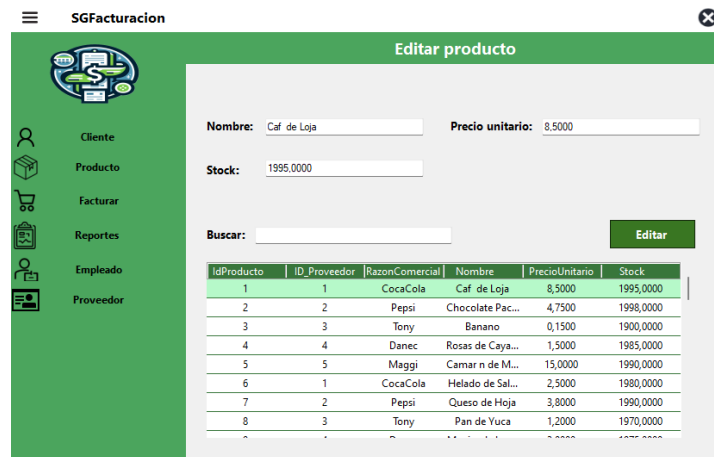 SGFacturacion
Editar producto
Cliente
Producto
Facturar
Reportes
Empleado
Proveedor
Nombre: Caf de Loja Precio unitario: 8,5000
Stock: 1995,0000
Buscar: Editar
IdProducto ID_Proveedor RazonComercial Nombre PrecioUnitario Stock
1 1 CocaCola Caf de Loja 8,5000 1995,0000
2 2 Pepsi Chocolate Pac... 4,7500 1998,0000
3 3 Tony Banano 0,1500 1900,0000
4 4 Danec Rosas de Caya... 1,5000 1985,0000
5 5 Maggi Camar n de M... 15,0000 1990,0000
6 1 CocaCola Helado de Sal... 2,5000 1980,0000
7 2 Pepsi Queso de Hoja 3,8000 1990,0000
8 3 Tony Pan de Yuca 1,2000 1970,0000